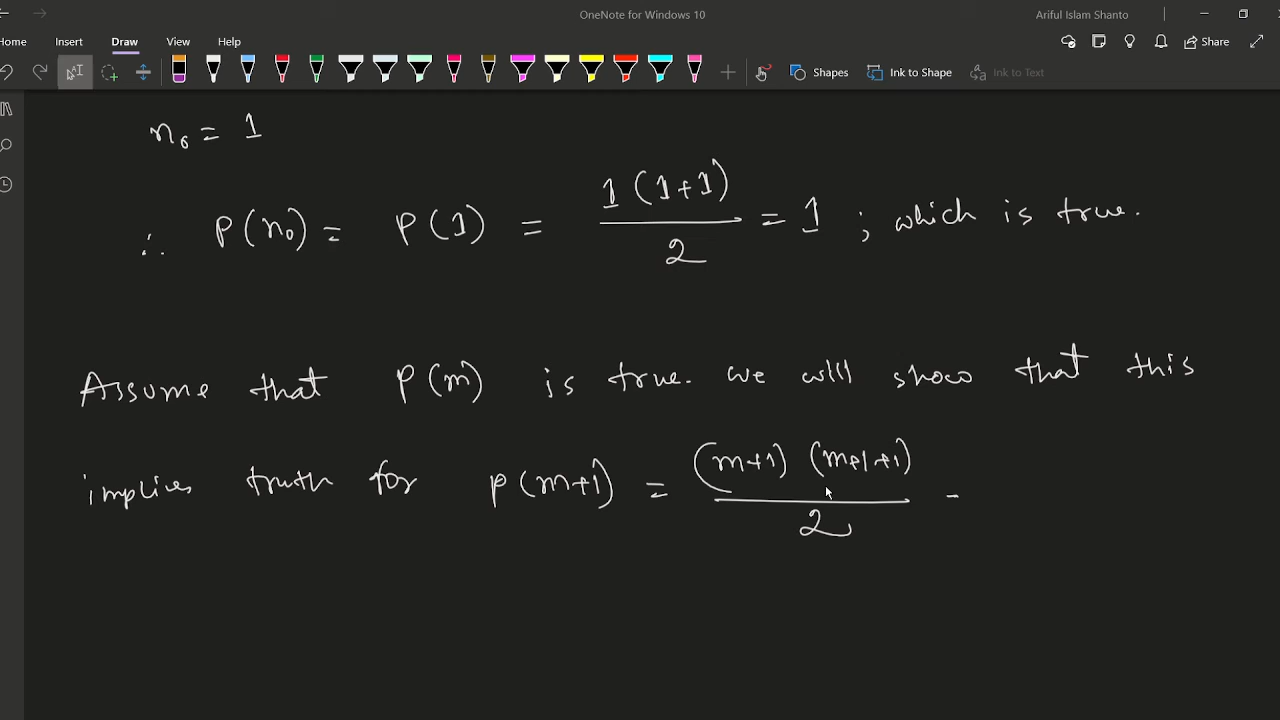 OneNote for Windows 10
Ariful Islam Shanto
Home Insert Draw View Help
Share
Shapes Ink to Shape Ink to Text
n₀ = 1
∴ P(n₀) = P(1) = 1(1+1)/2 = 1 ; which is true.
Assume that P(m) is true. we will show that this
implies truth for P(m+1) = (m+1)(m+1+1)/2 -